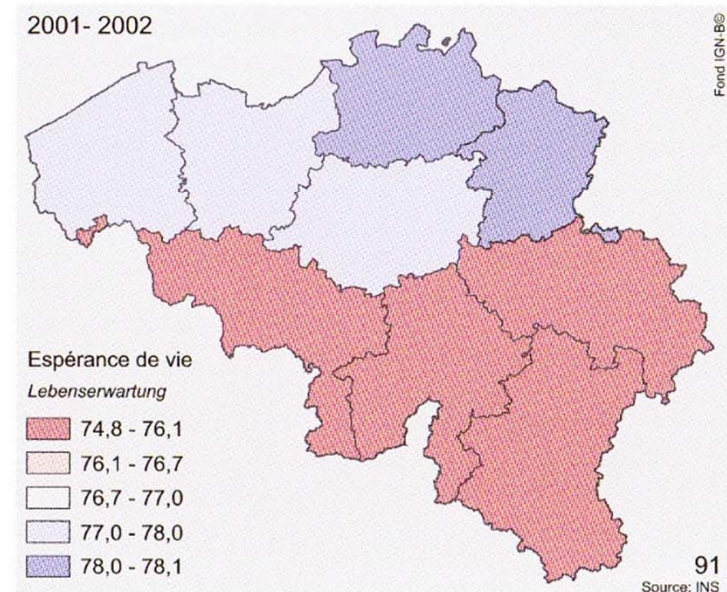 2001- 2002
Fond IGN-B©
Espérance de vie
Lebenserwartung
74,8 - 76,1
76,1 - 76,7
76,7 - 77,0
77,0 - 78,0
78,0 - 78,1
91
Source: INS